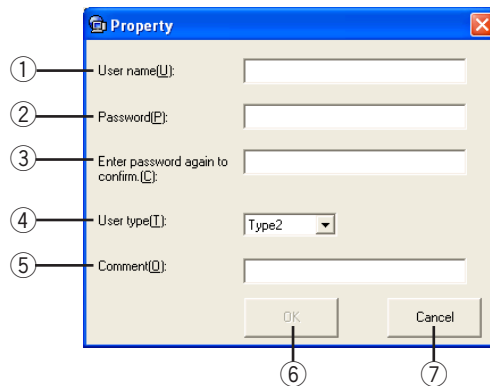 Property
① User name(U):
② Password(P):
③ Enter password again to
confirm.(C):
④ User type(T): Type2
⑤ Comment(O):
OK Cancel
⑥ ⑦